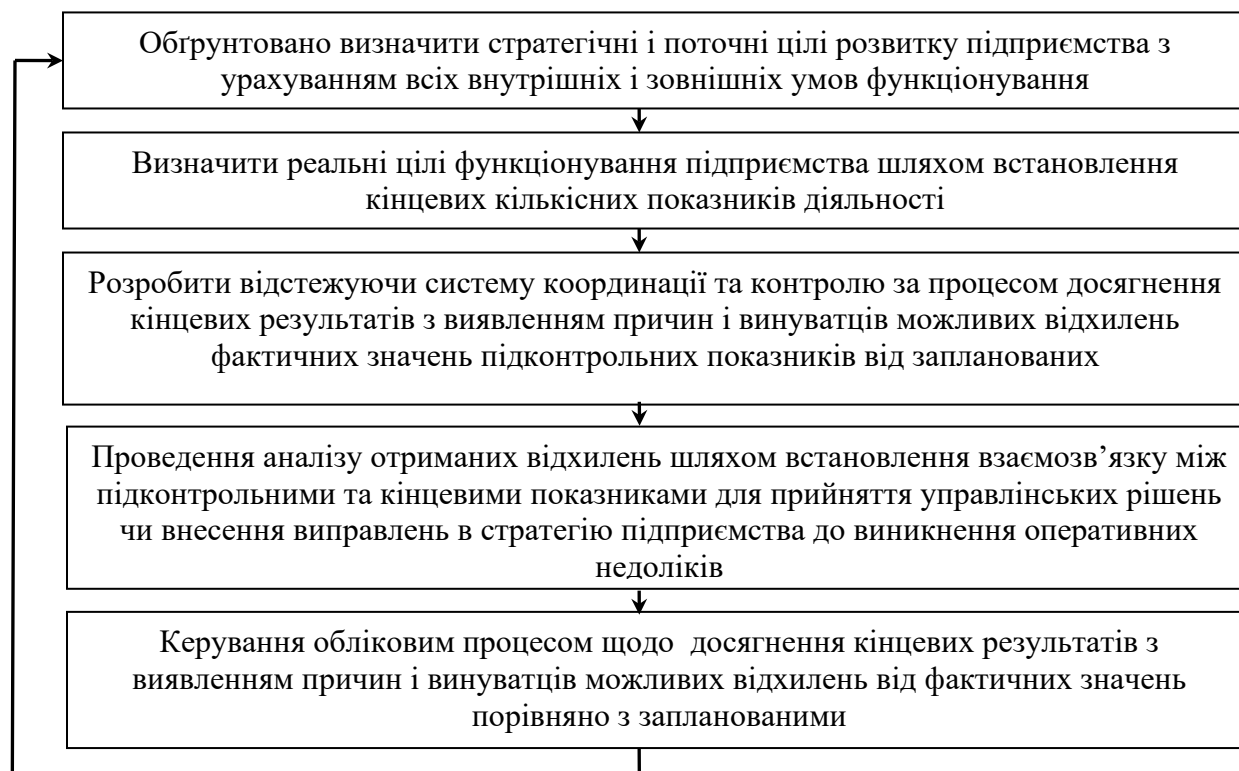 Обґрунтовано визначити стратегічні і поточні цілі розвитку підприємства з
урахуванням всіх внутрішніх і зовнішніх умов функціонування
Визначити реальні цілі функціонування підприємства шляхом встановлення
кінцевих кількісних показників діяльності
Розробити відстежуючи систему координації та контролю за процесом досягнення
кінцевих результатів з виявленням причин і винуватців можливих відхилень
фактичних значень підконтрольних показників від запланованих
Проведення аналізу отриманих відхилень шляхом встановлення взаємозв’язку між
підконтрольними та кінцевими показниками для прийняття управлінських рішень
чи внесення виправлень в стратегію підприємства до виникнення оперативних
недоліків
Керування обліковим процесом щодо досягнення кінцевих результатів з
виявленням причин і винуватців можливих відхилень від фактичних значень
порівняно з запланованими